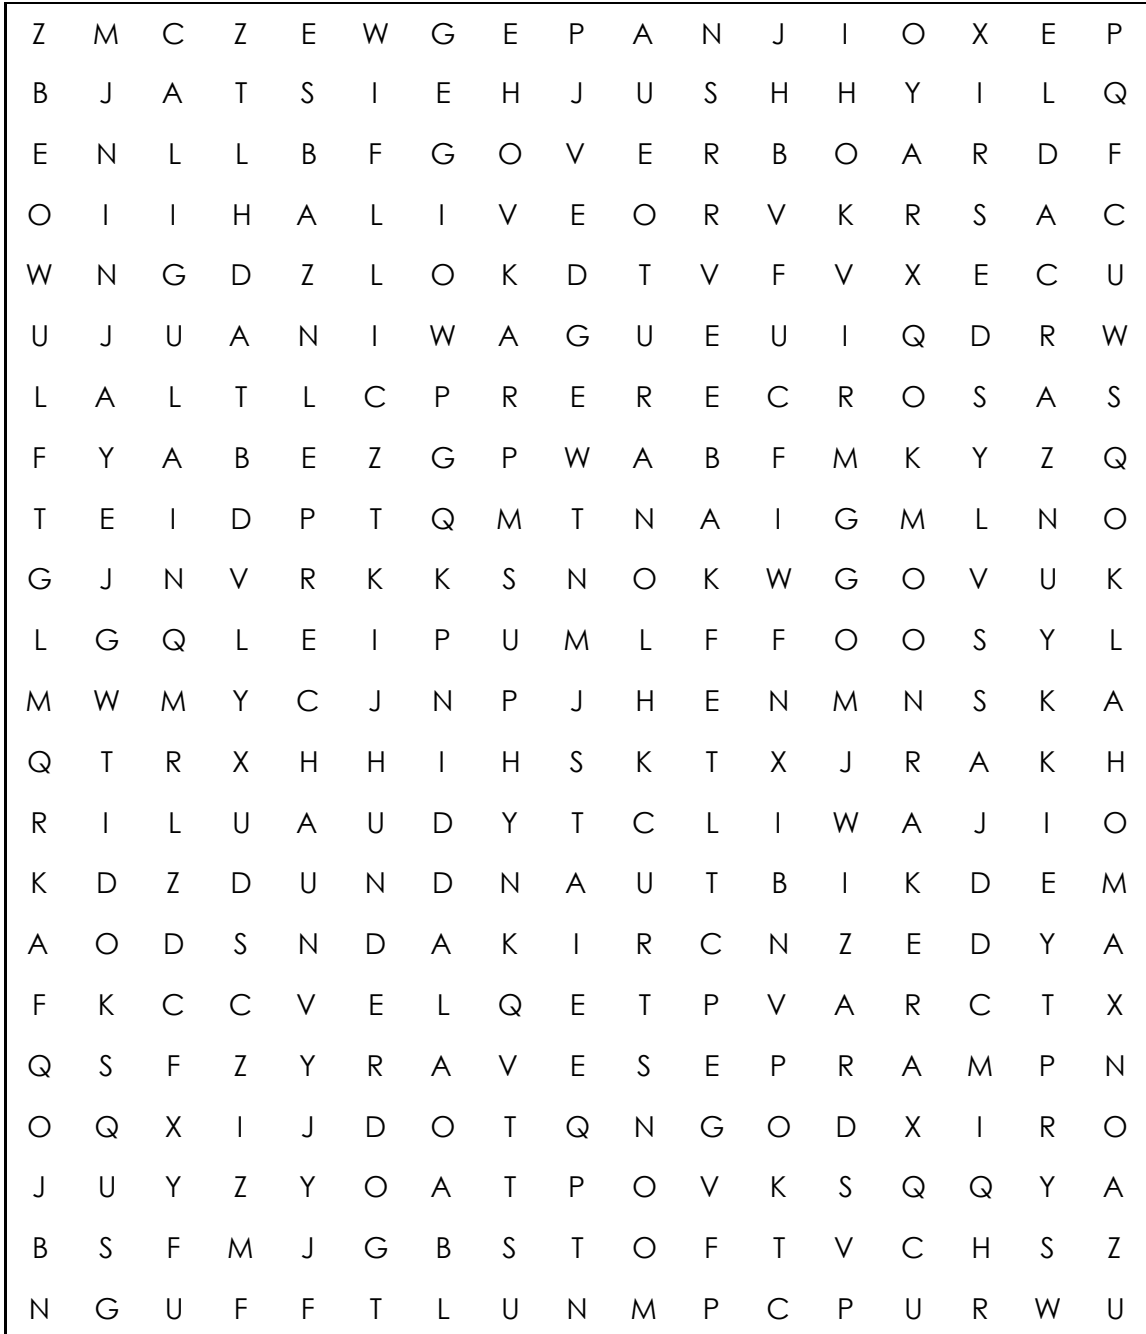 Z M C Z E W G E P A N J I O X E P
B J A T S I E H J U S H H Y I L Q
E N L L B F G O V E R B O A R D F
O I I H A L I V E O R V K R S A C
W N G D Z L O K D T V F V X E C U
U J U A N I W A G U E U I Q D R W
L A L T L C P R E R E C R O S A S
F Y A B E Z G P W A B F M K Y Z Q
T E I D P T Q M T N A I G M L N O
G J N V R K K S N O K W G O V U K
L G Q L E I P U M L F F O O S Y L
M W M Y C J N P J H E N M N S K A
Q T R X H H I H S K T X J R A K H
R I L U A U D Y T C L I W A J I O
K D Z D U N D N A U T B I K D E M
A O D S N D A K I R C N Z E D Y A
F K C C V E L Q E T P V A R C T X
Q S F Z Y R A V E S E P R A M P N
O Q X I J D O T Q N G O D X I R O
J U Y Z Y O A T P O V K S Q Q Y A
B S F M J G B S T O F T V C H S Z
N G U F F T L U N M P C P U R W U